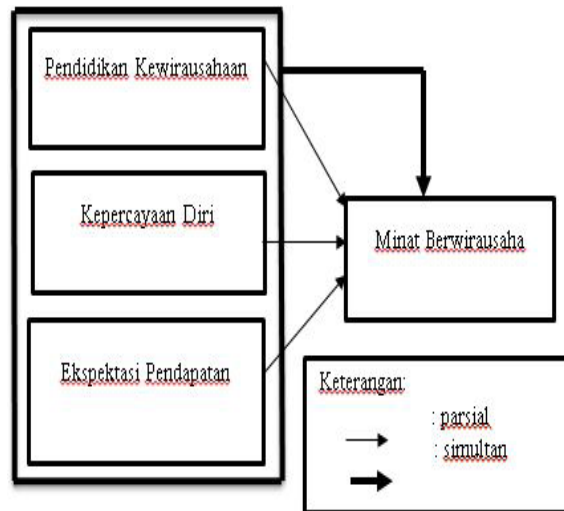 Pendidikan Kewirausahaan
Kepercayaan Diri
Minat Berwirausaha
Ekspektasi Pendapatan
Keterangan:
: parsial
: simultan